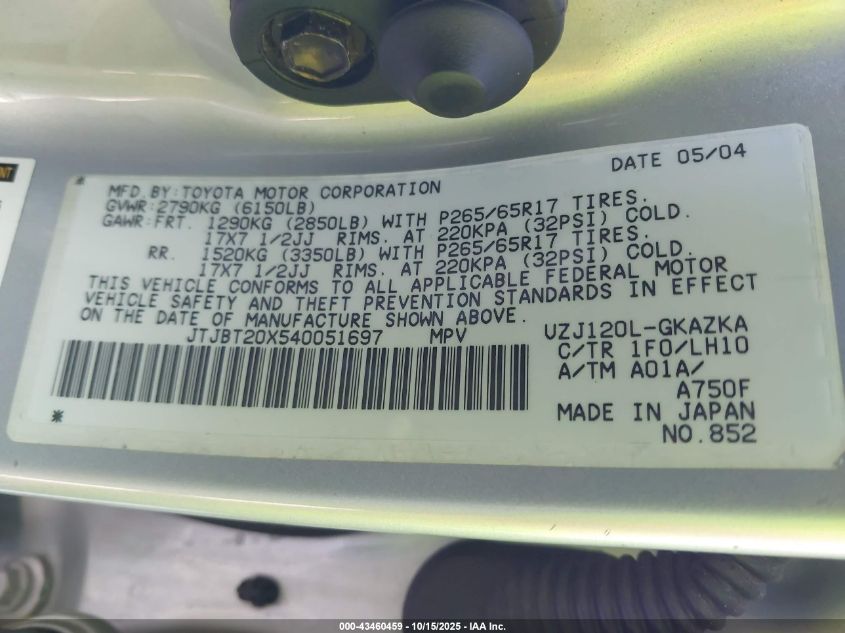 DATE 05/04
MFD.BY:TOYOTA MOTOR CORPORATION
GVWR:2790KG (6150LB)
GAWR:FRT. 1290KG (2850LB) WITH P265/65R17 TIRES.
17X7 1/2JJ RIMS. AT 220KPA (32PSI) COLD.
RR. 1520KG (3350LB) WITH P265/65R17 TIRES.
17X7 1/2JJ RIMS. AT 220KPA (32PSI) COLD.
THIS VEHICLE CONFORMS TO ALL APPLICABLE FEDERAL MOTOR
VEHICLE SAFETY AND THEFT PREVENTION STANDARDS IN EFFECT
ON THE DATE OF MANUFACTURE SHOWN ABOVE.
JTJBT20X540051697 MPV
UZJ120L-GKAZKA
C/TR 1F0/LH10
A/TM A01A/
A750F
MADE IN JAPAN
NO.852
000-43460459 - 10/15/2025 - IAA Inc.